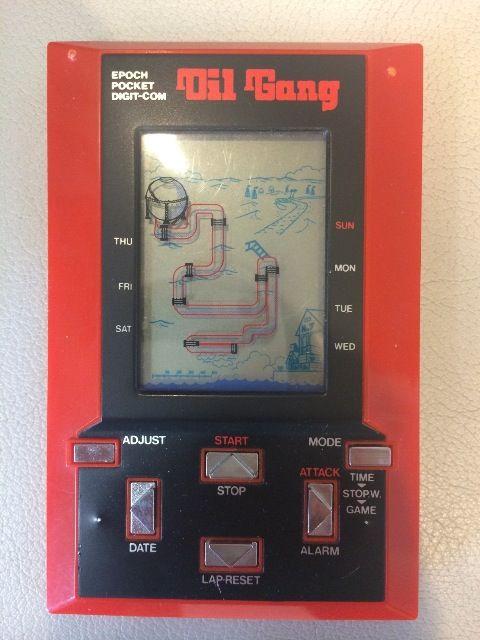 EPOCH
POCKET
DIGIT-COM
Oil Gang
THU
FRI
SAT
SUN
MON
TUE
WED
ADJUST
START
STOP
MODE
ATTACK
TIME
STOP.W.
GAME
DATE
ALARM
LAP·RESET